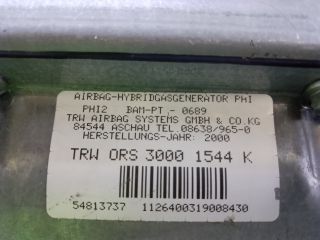 AIRBAG-HYBRIDGASGENERATOR PHI
PHI2 BAM-PT.- 0689
TRW AIRBAG SYSTEMS GMBH & CO.KG
84544 ASCHAU TEL.08638/965-0
HERSTELLUNGS-JAHR: 2000
TRW ORS 3000 1544 K
54813737 1126400319008430